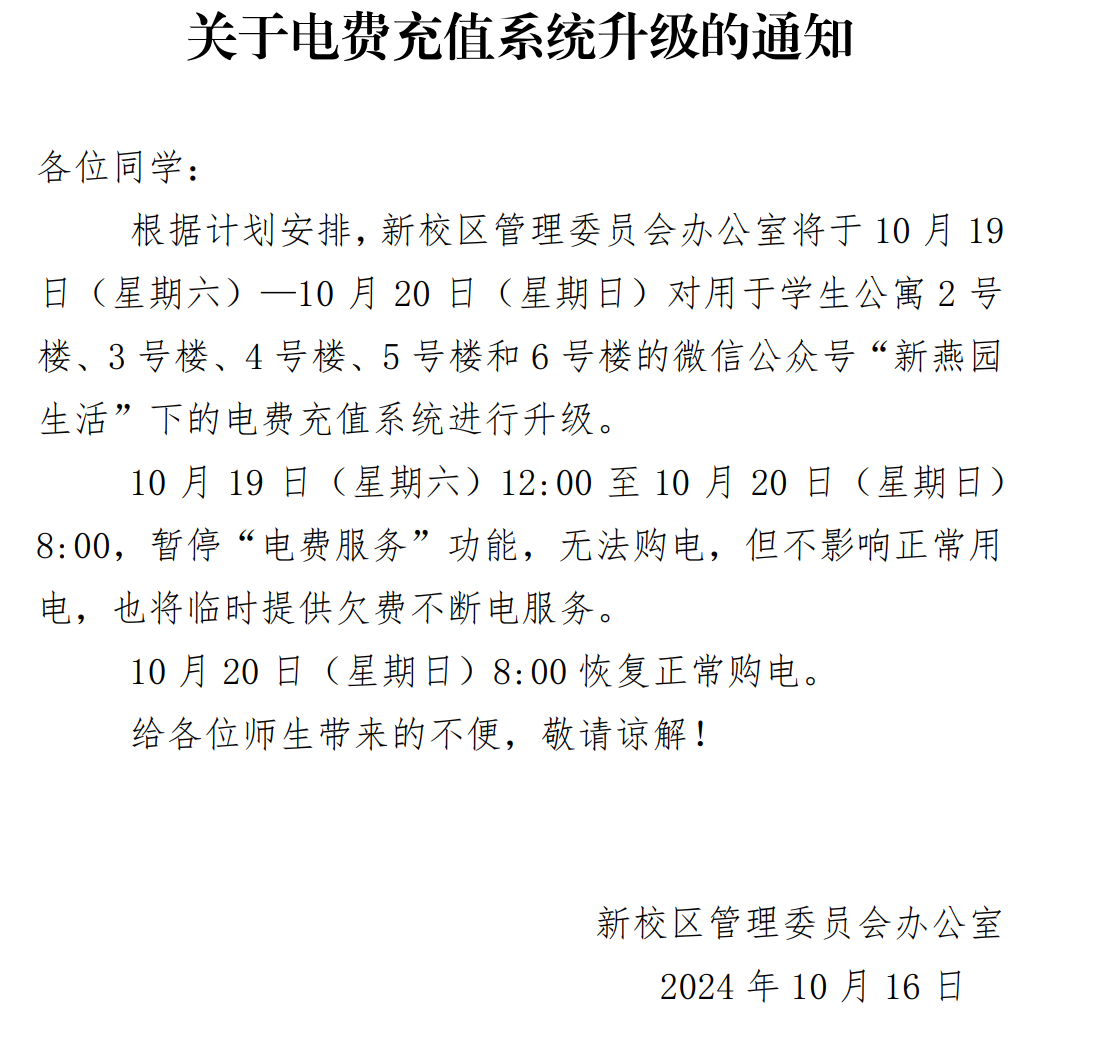 关于电费充值系统升级的通知
各位同学：
根据计划安排，新校区管理委员会办公室将于 10 月 19
日（星期六）—10 月 20 日（星期日）对用于学生公寓 2 号
楼、3 号楼、4 号楼、5 号楼和 6 号楼的微信公众号“新燕园
生活”下的电费充值系统进行升级。
10 月 19 日（星期六）12:00 至 10 月 20 日（星期日）
8:00，暂停“电费服务”功能，无法购电，但不影响正常用
电，也将临时提供欠费不断电服务。
10 月 20 日（星期日）8:00 恢复正常购电。
给各位师生带来的不便，敬请谅解！
新校区管理委员会办公室
2024 年 10 月 16 日